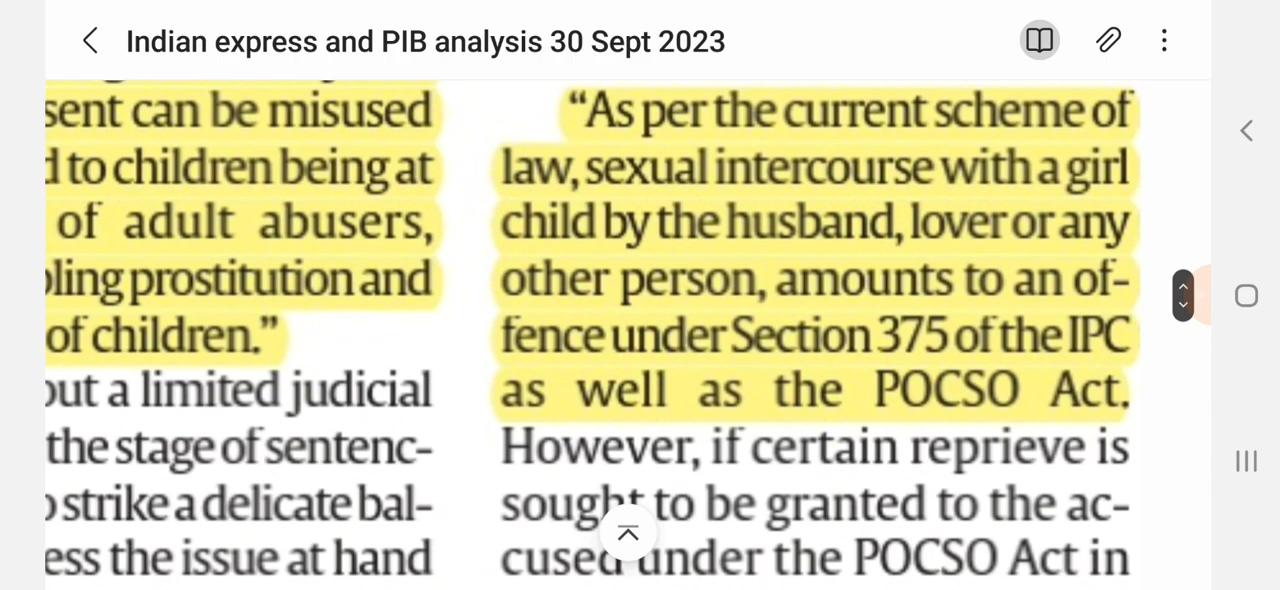 Indian express and PIB analysis 30 Sept 2023
sent can be misused
to children being at
of adult abusers,
prostitution and
of children.”
a limited judicial
the stage of sentenc-
strike a delicate bal-
the issue at hand
“As per the current scheme of
law, sexual intercourse with a girl
child by the husband, lover or any
other person, amounts to an of-
fence under Section 375 of the IPC
as well as the POCSO Act.
However, if certain reprieve is
sought to be granted to the ac-
cused under the POCSO Act in